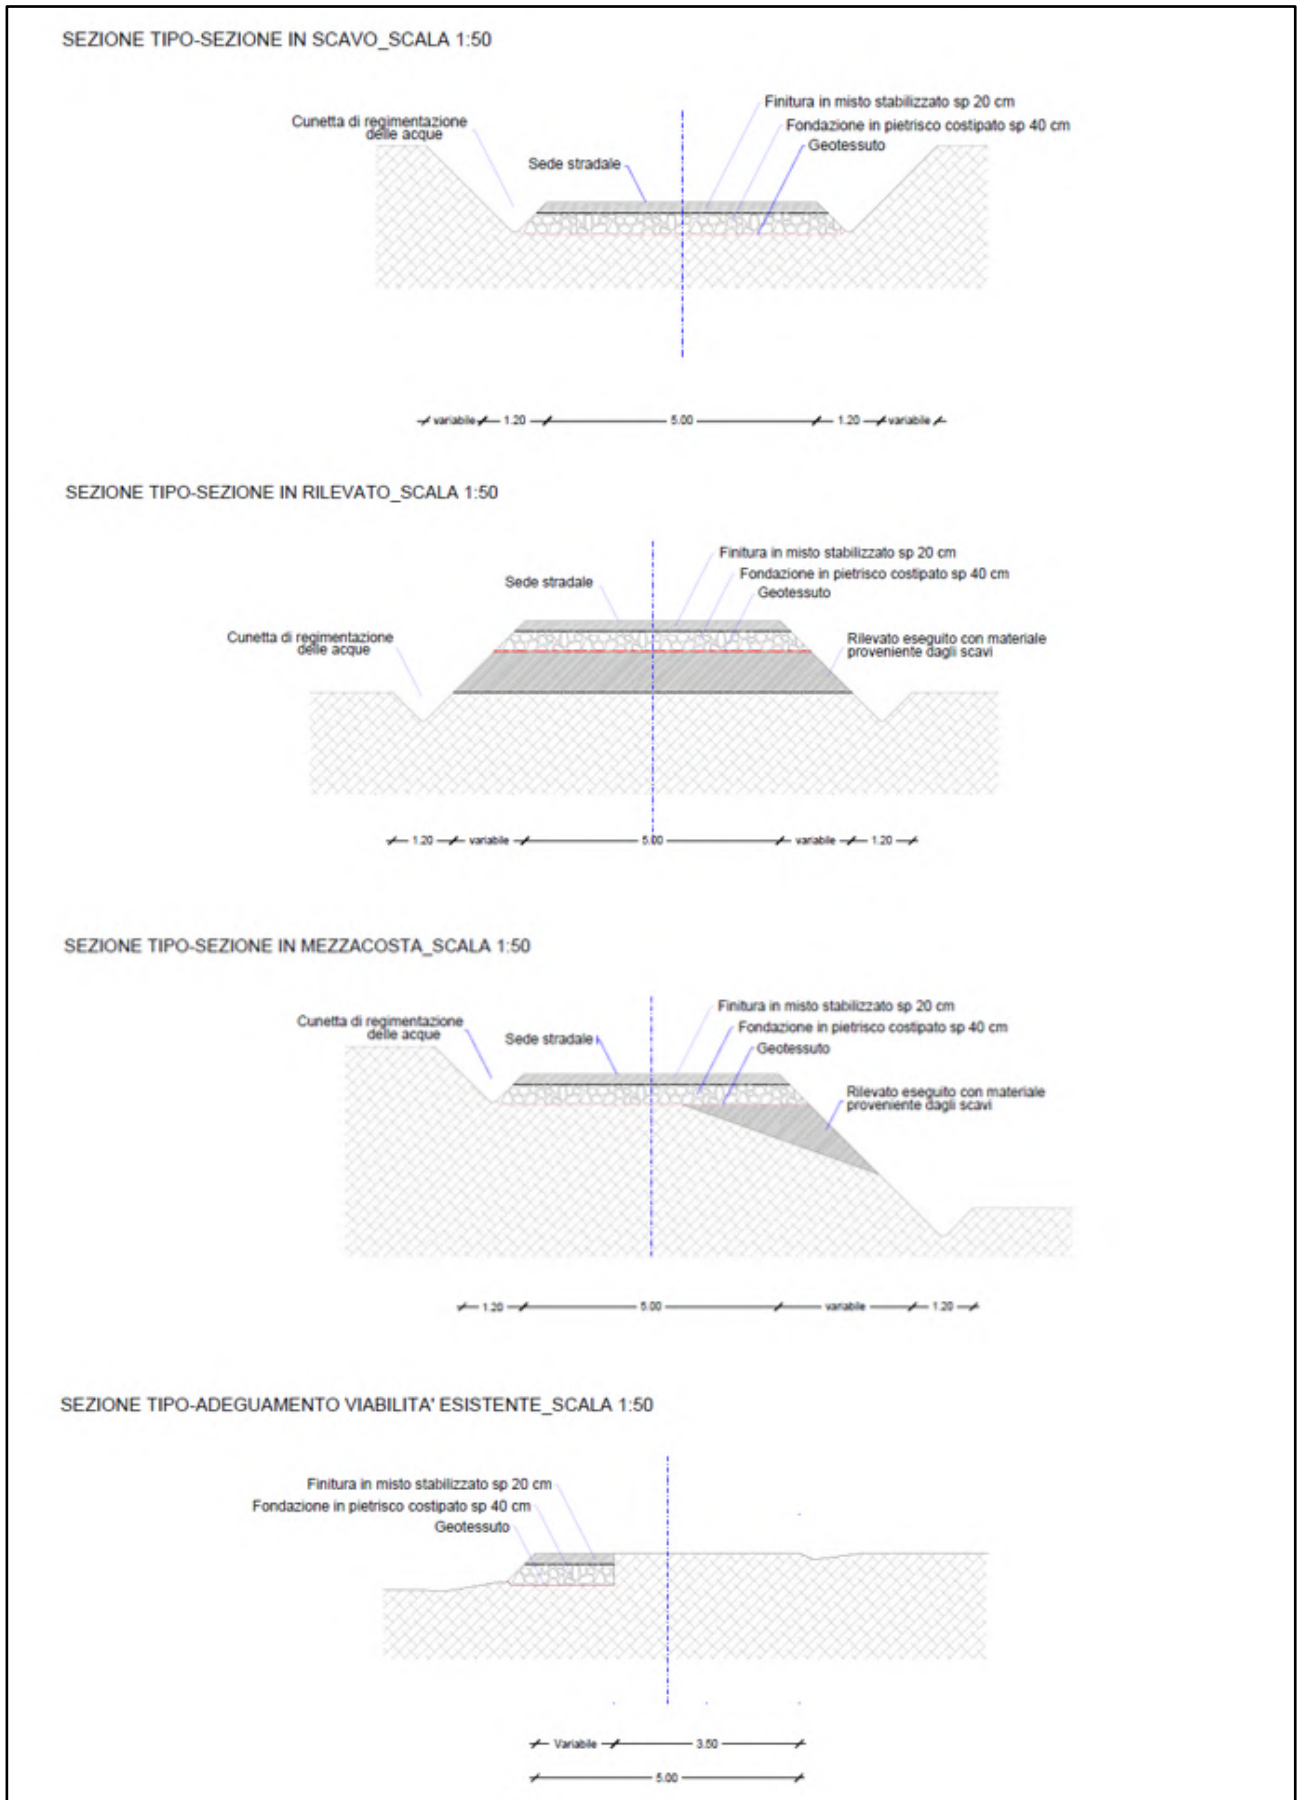 SEZIONE TIPO-SEZIONE IN SCAVO_SCALA 1:50
Finitura in misto stabilizzato sp 20 cm
Cunetta di regimentazione
delle acque
Fondazione in pietrisco costipato sp 40 cm
Geotessuto
Sede stradale
variabile 1.20 5.00 1.20 variabile
SEZIONE TIPO-SEZIONE IN RILEVATO_SCALA 1:50
Finitura in misto stabilizzato sp 20 cm
Fondazione in pietrisco costipato sp 40 cm
Sede stradale
Geotessuto
Cunetta di regimentazione
delle acque
Rilevato eseguito con materiale
proveniente dagli scavi
1.20 variabile 5.00 variabile 1.20
SEZIONE TIPO-SEZIONE IN MEZZACOSTA_SCALA 1:50
Finitura in misto stabilizzato sp 20 cm
Cunetta di regimentazione
delle acque
Fondazione in pietrisco costipato sp 40 cm
Sede stradale
Geotessuto
Rilevato eseguito con materiale
proveniente dagli scavi
1.20 5.00 variabile 1.20
SEZIONE TIPO-ADEGUAMENTO VIABILITA' ESISTENTE_SCALA 1:50
Finitura in misto stabilizzato sp 20 cm
Fondazione in pietrisco costipato sp 40 cm
Geotessuto
Variabile 3.50
5.00